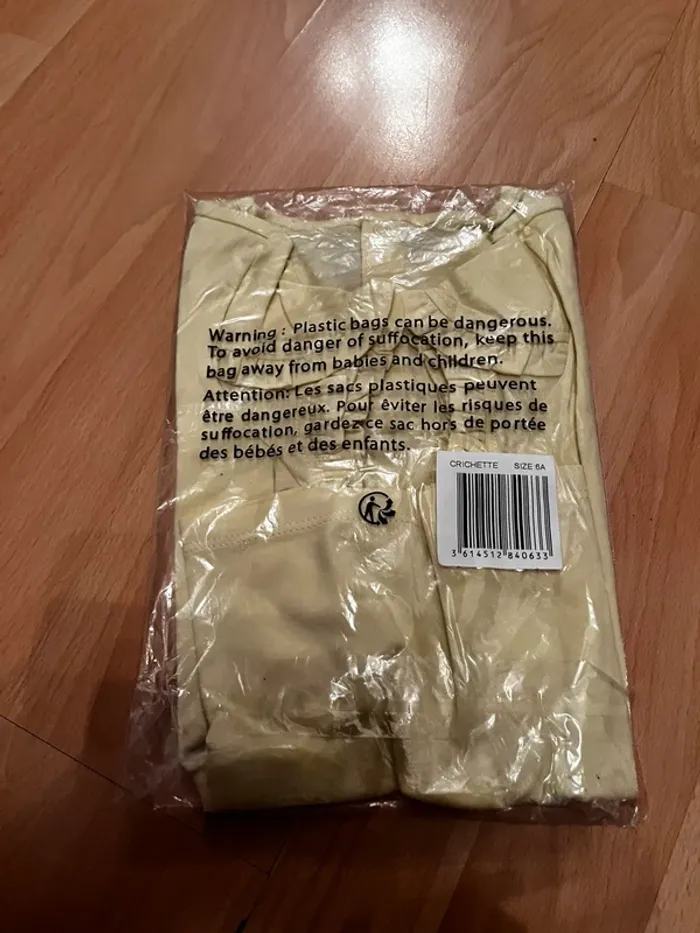 Warning : Plastic bags can be dangerous.
To avoid danger of suffocation, keep this
bag away from babies and children.
Attention: Les sacs plastiques peuvent
être dangereux. Pour éviter les risques de
suffocation, gardez ce sac hors de portée
des bébés et des enfants.
CRICHETTE SIZE:6A
3 614512 840633